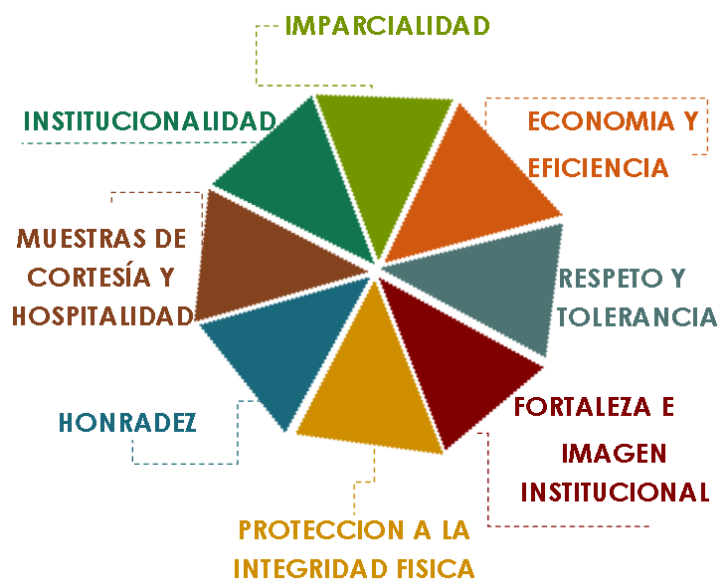 IMPARCIALIDAD
INSTITUCIONALIDAD
ECONOMIA Y
EFICIENCIA
MUESTRAS DE
CORTESÍA Y
HOSPITALIDAD
RESPETO Y
TOLERANCIA
HONRADEZ
FORTALEZA E
IMAGEN
INSTITUCIONAL
PROTECCION A LA
INTEGRIDAD FISICA